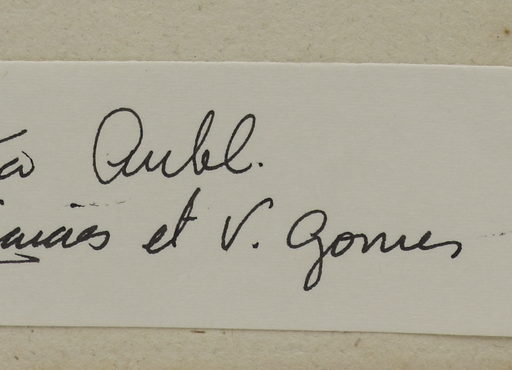 Aubl.
et V. Gomes